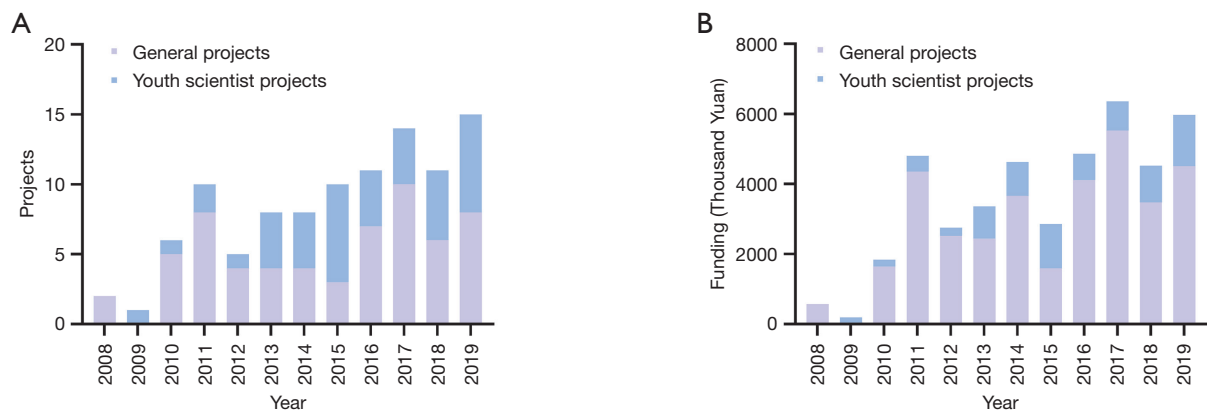 A
Projects
20
15
10
5
0
General projects
Youth scientist projects
2008 2009 2010 2011 2012 2013 2014 2015 2016 2017 2018 2019
Year
B
Funding (Thousand Yuan)
8000
6000
4000
2000
0
General projects
Youth scientist projects
2008 2009 2010 2011 2012 2013 2014 2015 2016 2017 2018 2019
Year